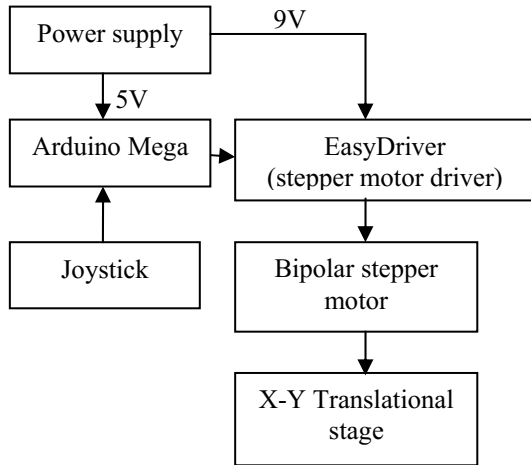 Power supply
9V
5V
Arduino Mega
EasyDriver
(stepper motor driver)
Joystick
Bipolar stepper
motor
X-Y Translational
stage